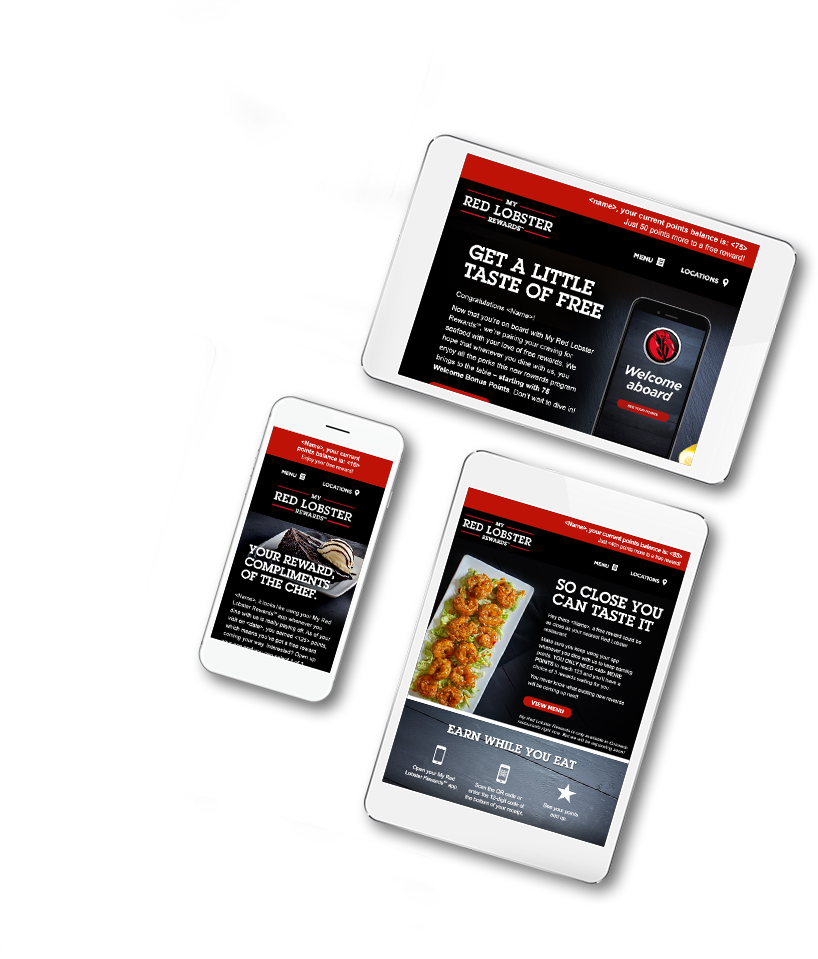 <name>, your current points balance is: <75>
Just 50 points more to a free reward!
MY
RED LOBSTER
REWARDS℠
MENU
LOCATIONS
GET A LITTLE
TASTE OF FREE
Congratulations <Name>!
Now that you're on board with My Red Lobster
Rewards℠, we're pairing your craving for
seafood with your love of free rewards. We
hope that whenever you dine with us, you
enjoy all the perks this new rewards program
brings to the table – starting with 75
Welcome Bonus Points. Don't wait to dive in!
Welcome
aboard
SEE YOUR POINTS
<Name>, your current
points balance is: <16>
Enjoy your free reward!
MENU
LOCATIONS
MY
RED LOBSTER
REWARDS℠
YOUR REWARD,
COMPLIMENTS
OF THE CHEF.
<Name>, it looks like using your My Red
Lobster Rewards℠ app whenever you
dine with us is really paying off. As of your
visit on <date>, you earned <125> points,
which means you've got a free reward
coming your way. Interested? Open up
<Name>, your current points balance is: <85>
Just <40> points more to a free reward!
MY
RED LOBSTER
REWARDS℠
MENU
LOCATIONS
SO CLOSE YOU
CAN TASTE IT
Hey there <name>, a free reward could be
as close as your nearest Red Lobster
restaurant.
Make sure you keep using your app
whenever you dine with us to keep earning
points. YOU ONLY NEED <40> MORE
POINTS to reach 125 and you'll have a
choice of 3 rewards waiting for you.
You never know what exciting new rewards
will be coming up next!
VIEW MENU
My Red Lobster Rewards is only available in
restaurants right now. But we will be expanding soon!
EARN WHILE YOU EAT
Open your My Red
Lobster Rewards℠ app
Scan the QR code or
enter the 12-digit code at
the bottom of your receipt.
See your points
add up.